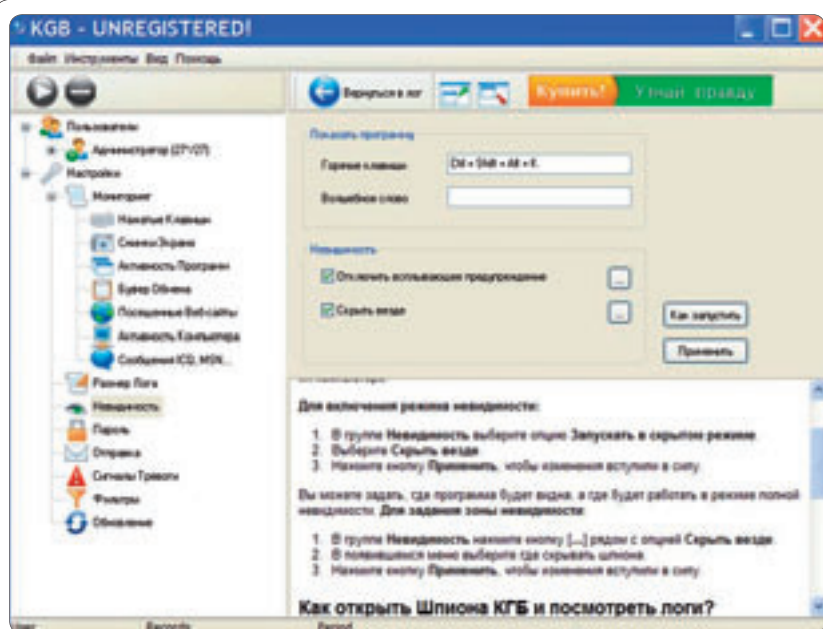 KGB - UNREGISTERED!
Файл Инструменты Вид Помощь
Вернуться в лог
Купить!
Узнай правду
Пользователи
Администратор (27*/27)
Настройки
Мониторинг
Нажатые Клавиши
Снимки Экрана
Активность Программ
Буфер Обмена
Посещенные Веб-сайты
Активность Компьютера
Сообщения ICQ, MSN...
Размер Лога
Невидимость
Пароль
Отправка
Сигналы Тревоги
Фильтры
Обновление
Показать программу
Горячие клавиши
Ctrl + Shift + Alt + K
Волшебное слово
Невидимость
Отключить всплывающее предупреждение
...
Скрыть везде
...
Как запустить
Применить
Для включения режима невидимости:
1. В группе Невидимость выберите опцию Запускать в скрытом режиме.
2. Выберите Скрыть везде.
3. Нажмите кнопку Применить, чтобы изменения вступили в силу.
Вы можете задать, где программа будет видна, а где будет работать в режиме полной
невидимости. Для задания зоны невидимости:
1. В группе Невидимость нажмите кнопку [...] рядом с опцией Скрыть везде.
2. В появившемся меню выберите где скрывать шпиона.
3. Нажмите кнопку Применить, чтобы изменения вступили в силу.
Как открыть Шпиона КГБ и посмотреть логи?
User Records Period